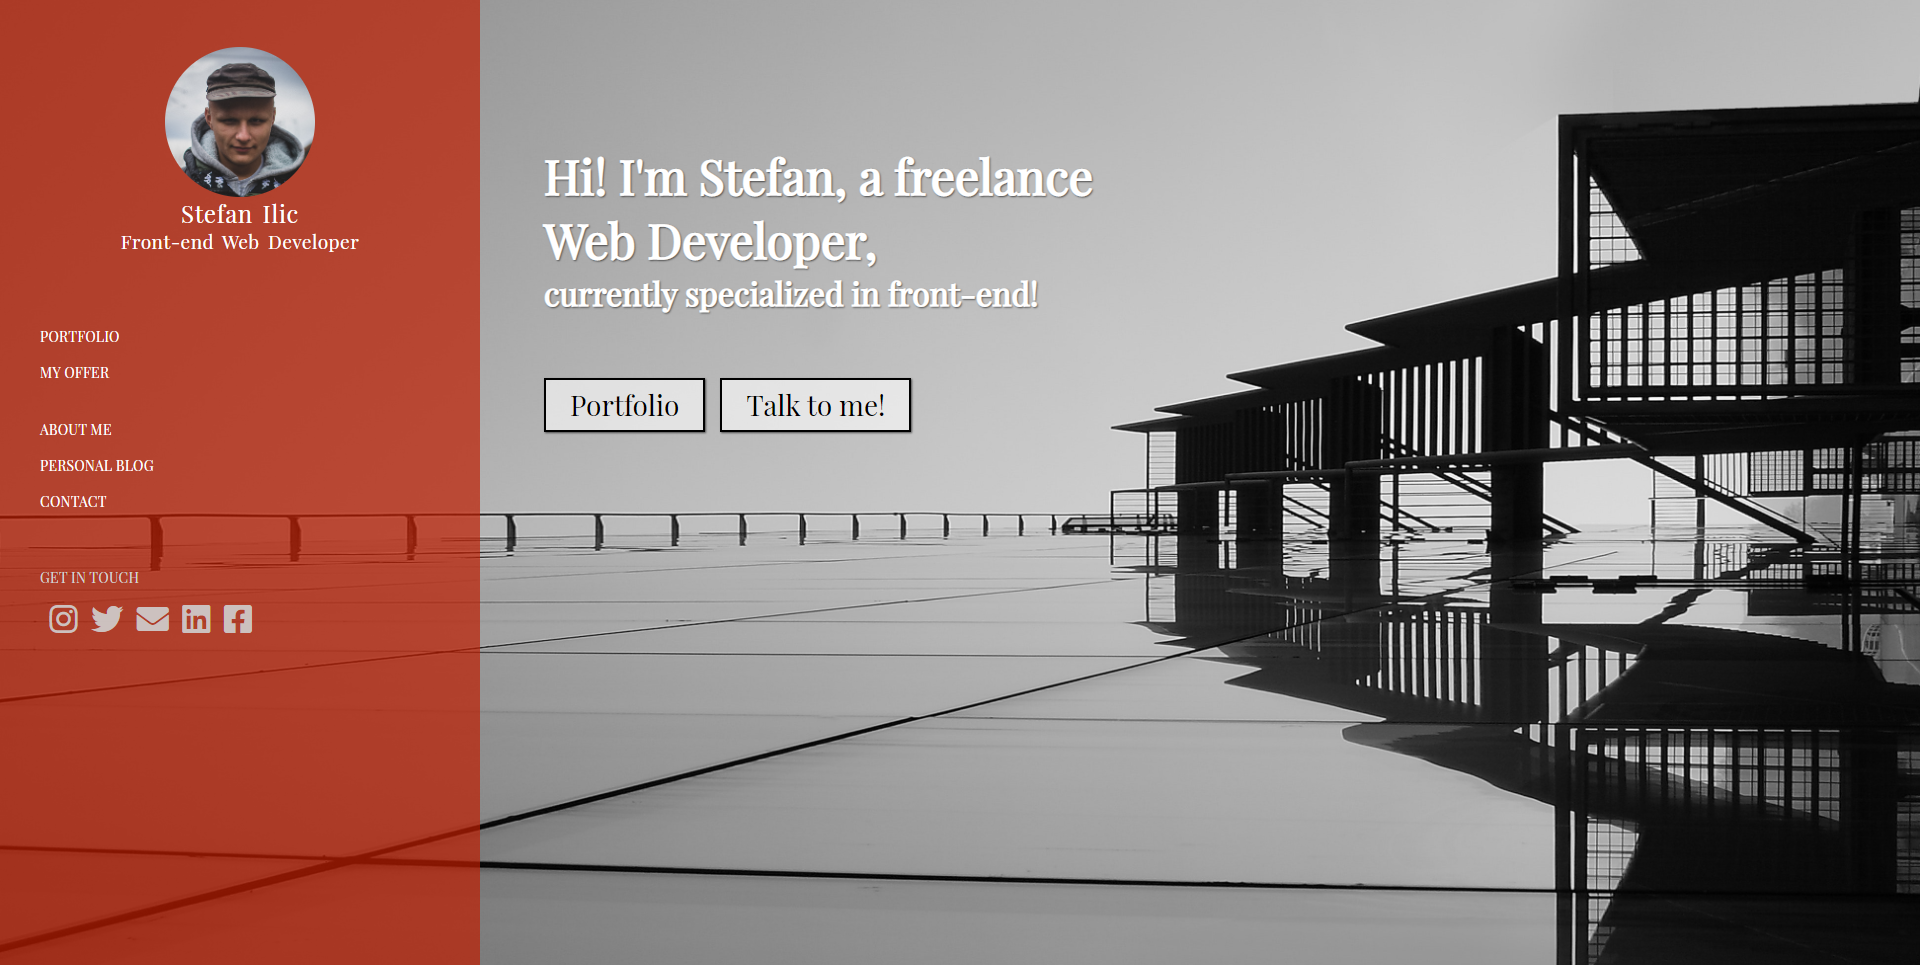 Stefan Ilic
Front-end Web Developer
PORTFOLIO
MY OFFER
ABOUT ME
PERSONAL BLOG
CONTACT
GET IN TOUCH
Hi! I'm Stefan, a freelance
Web Developer,
currently specialized in front-end!
Portfolio
Talk to me!